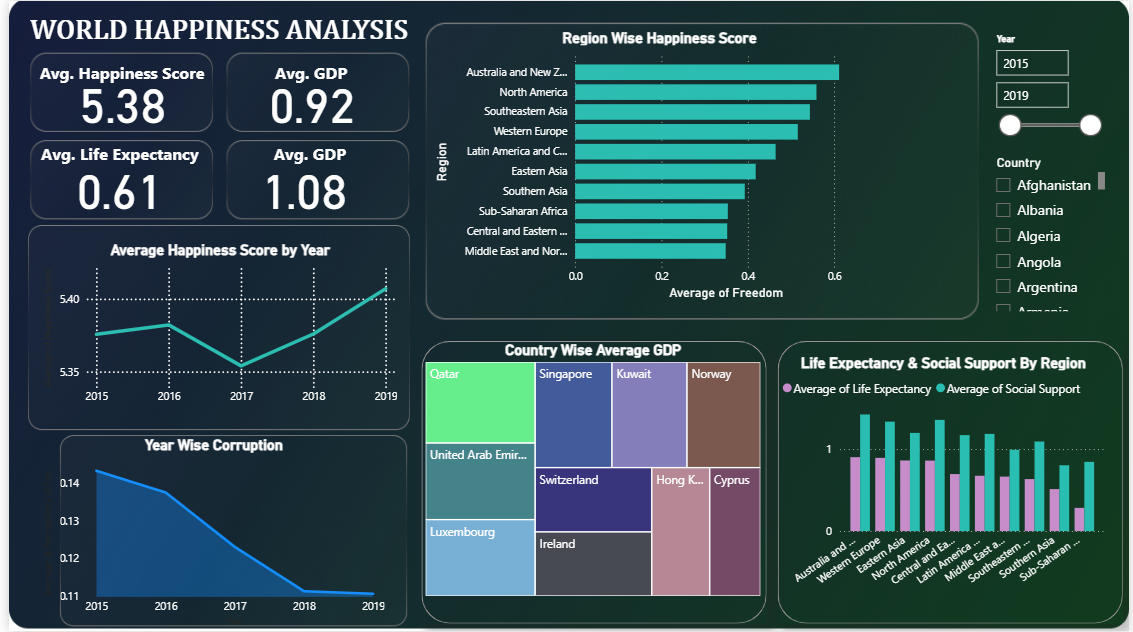 WORLD HAPPINESS ANALYSIS
Avg. Happiness Score
5.38
Avg. GDP
0.92
Avg. Life Expectancy
0.61
Avg. GDP
1.08
Average Happiness Score by Year
5.40
5.35
2015 2016 2017 2018 2019
Year Wise Corruption
0.14
0.13
0.12
0.11
2015 2016 2017 2018 2019
Region Wise Happiness Score
Region
Australia and New Z...
North America
Southeastern Asia
Western Europe
Latin America and C...
Eastern Asia
Southern Asia
Sub-Saharan Africa
Central and Eastern ...
Middle East and Nor...
0.0 0.2 0.4 0.6
Average of Freedom
Year
2015
2019
Country
Afghanistan
Albania
Algeria
Angola
Argentina
Country Wise Average GDP
Qatar
United Arab Emir...
Luxembourg
Singapore
Kuwait
Norway
Switzerland
Ireland
Hong K...
Cyprus
Life Expectancy & Social Support By Region
Average of Life Expectancy Average of Social Support
1
0
Australia and ...
Western Europe
Eastern Asia
North America
Central and Ea...
Latin America ...
Middle East a...
Southeastern ...
Southern Asia
Sub-Saharan ...